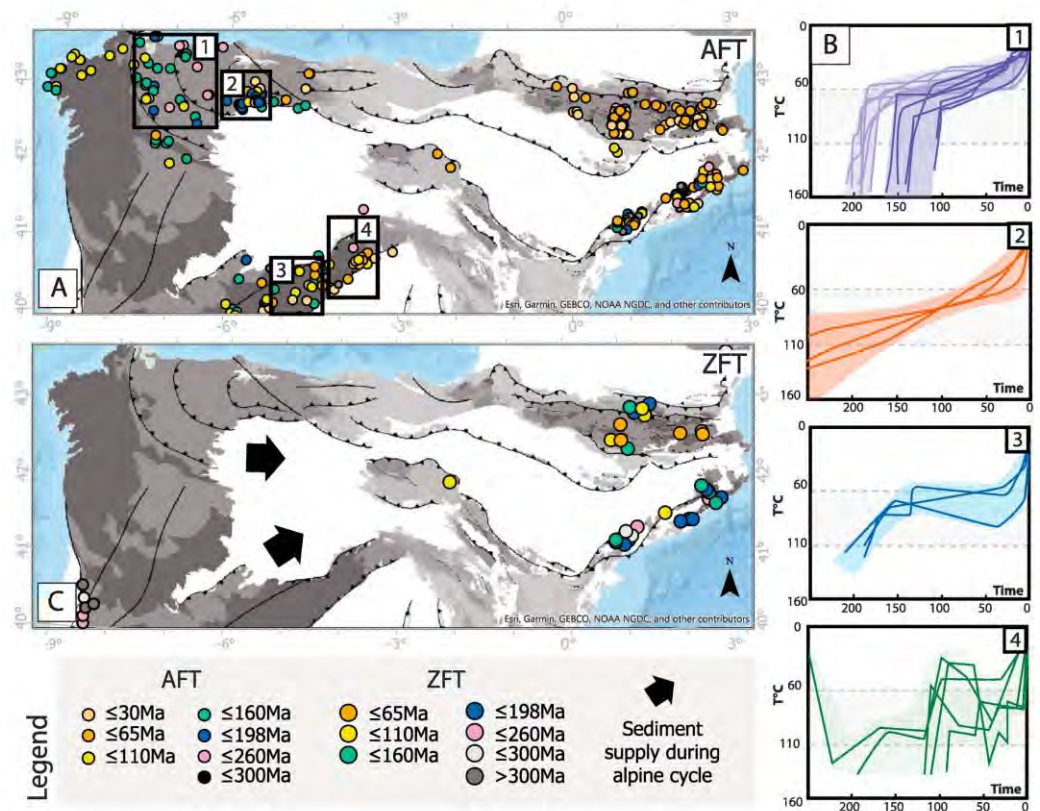 -9° -6° -3° 0° 3°
AFT
43°
42°
41°
40°
1
2
3
4
A
N
Esri, Garmin, GEBCO, NOAA NGDC, and other contributors
-9° -6° -3° 0° 3°
ZFT
43°
42°
41°
40°
C
N
Esri, Garmin, GEBCO, NOAA NGDC, and other contributors
-9° -6° -3° 0° 3°
B
1
0
60
110
160
T°C
Time
200 150 100 50 0
2
0
60
110
160
T°C
Time
200 150 100 50 0
3
0
60
110
160
T°C
Time
200 150 100 50 0
4
0
60
110
160
T°C
Time
200 150 100 50 0
Legend
AFT
≤30Ma
≤65Ma
≤110Ma
≤160Ma
≤198Ma
≤260Ma
≤300Ma
ZFT
≤65Ma
≤110Ma
≤160Ma
≤198Ma
≤260Ma
≤300Ma
>300Ma
Sediment
supply during
alpine cycle